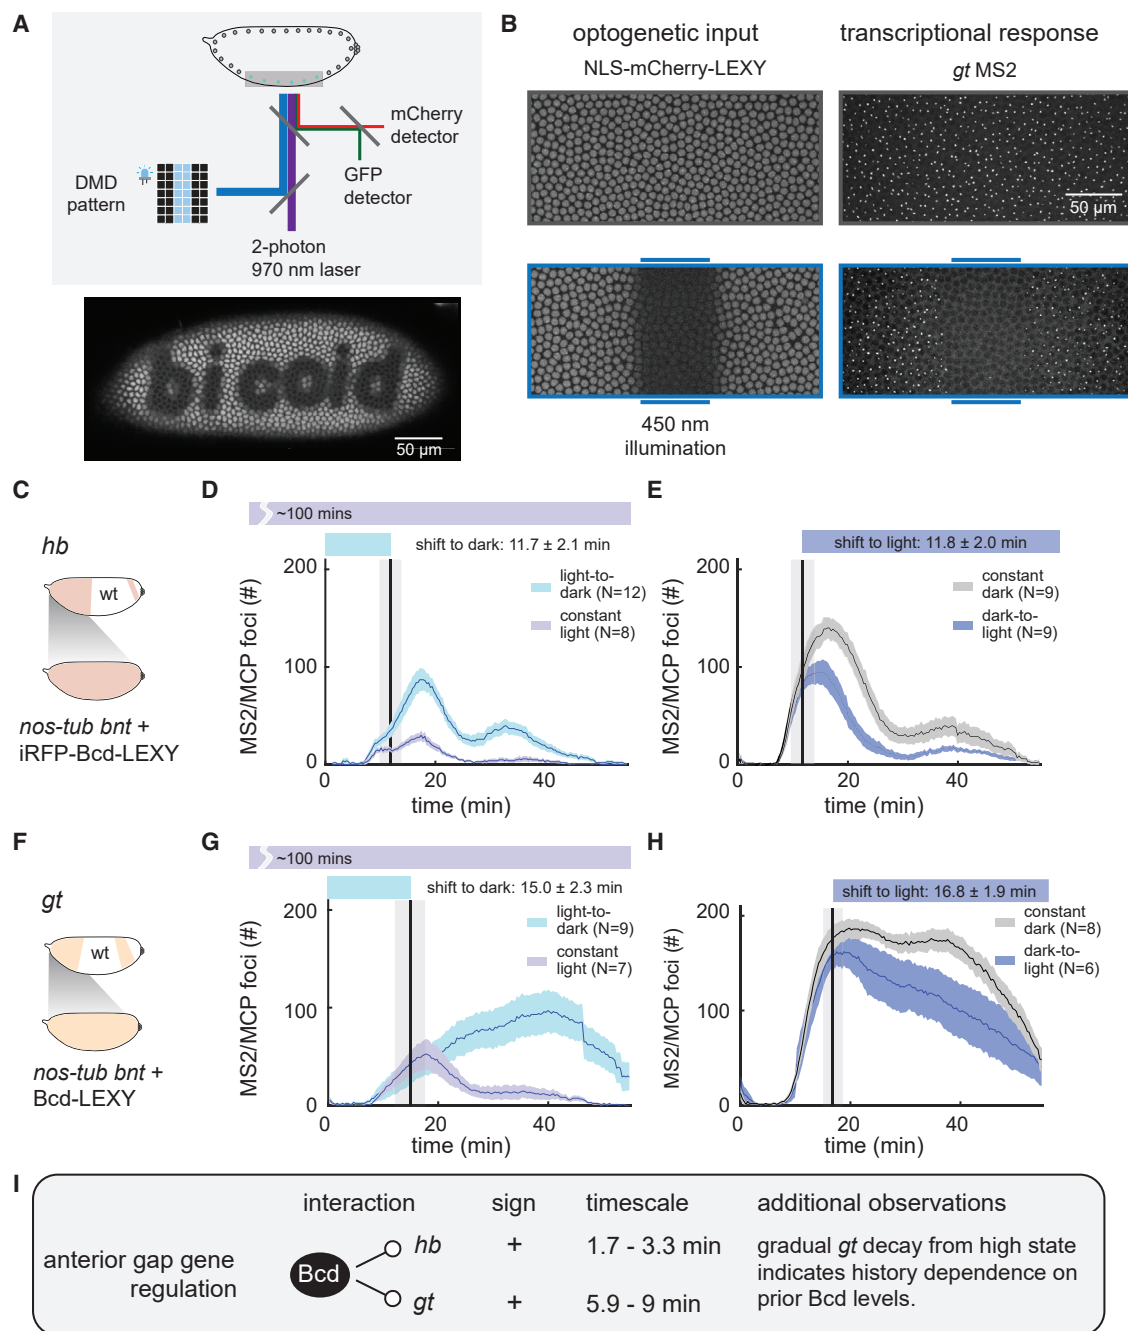 A
mCherry
detector
GFP
detector
DMD
pattern
2-photon
970 nm laser
bicoid
50 µm
B
optogenetic input
transcriptional response
NLS-mCherry-LEXY
gt MS2
50 µm
450 nm
illumination
C
hb
wt
nos-tub bnt +
iRFP-Bcd-LEXY
D
~100 mins
shift to dark: 11.7 ± 2.1 min
light-to-
dark (N=12)
constant
light (N=8)
MS2/MCP foci (#)
200
100
0
0
20
40
time (min)
E
shift to light: 11.8 ± 2.0 min
constant
dark (N=9)
dark-to-
light (N=9)
MS2/MCP foci (#)
200
100
0
0
20
40
time (min)
F
gt
wt
nos-tub bnt +
Bcd-LEXY
G
~100 mins
shift to dark: 15.0 ± 2.3 min
light-to-
dark (N=9)
constant
light (N=7)
MS2/MCP foci (#)
200
100
0
0
20
40
time (min)
H
shift to light: 16.8 ± 1.9 min
constant
dark (N=8)
dark-to-
light (N=6)
MS2/MCP foci (#)
200
100
0
0
20
40
time (min)
I
interaction
sign
timescale
additional observations
anterior gap gene
regulation
Bcd
hb
+
1.7 - 3.3 min
gt
+
5.9 - 9 min
gradual gt decay from high state
indicates history dependence on
prior Bcd levels.